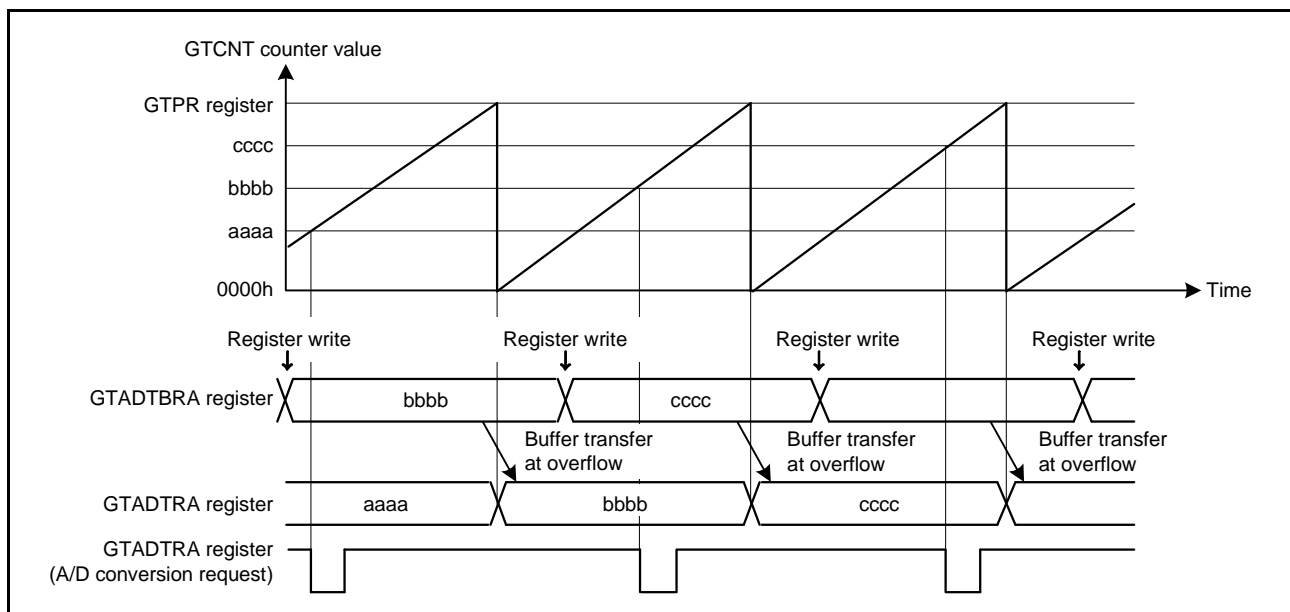 GTCNT counter value
GTPR register
cccc
bbbb
aaaa
0000h
Time
Register write
Register write
Register write
Register write
GTADTBRA register
bbbb
cccc
Buffer transfer
at overflow
Buffer transfer
at overflow
Buffer transfer
at overflow
GTADTRA register
aaaa
bbbb
cccc
GTADTRA register
(A/D conversion request)